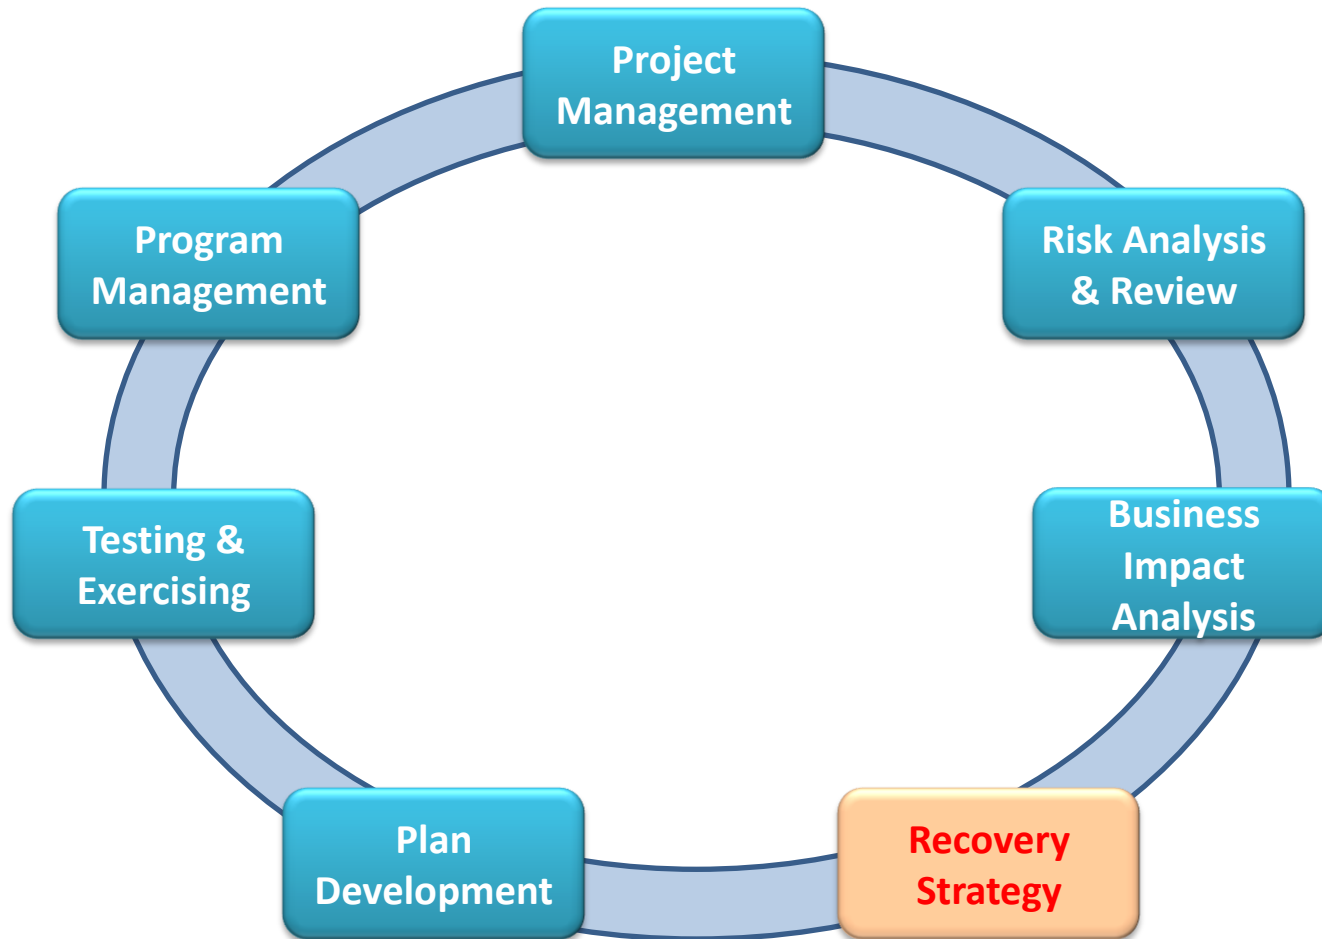 Project
Management
Risk Analysis
& Review
Business
Impact
Analysis
Recovery
Strategy
Plan
Development
Testing &
Exercising
Program
Management